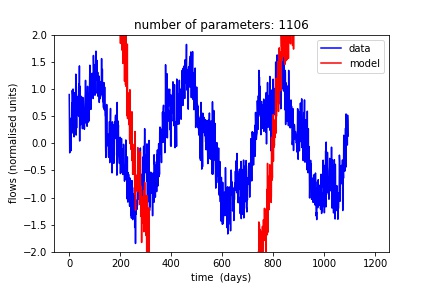 number of parameters: 1106
2.0
1.5
1.0
0.5
0.0
−0.5
−1.0
−1.5
−2.0
flows (normalised units)
data
model
0 200 400 600 800 1000 1200
time (days)